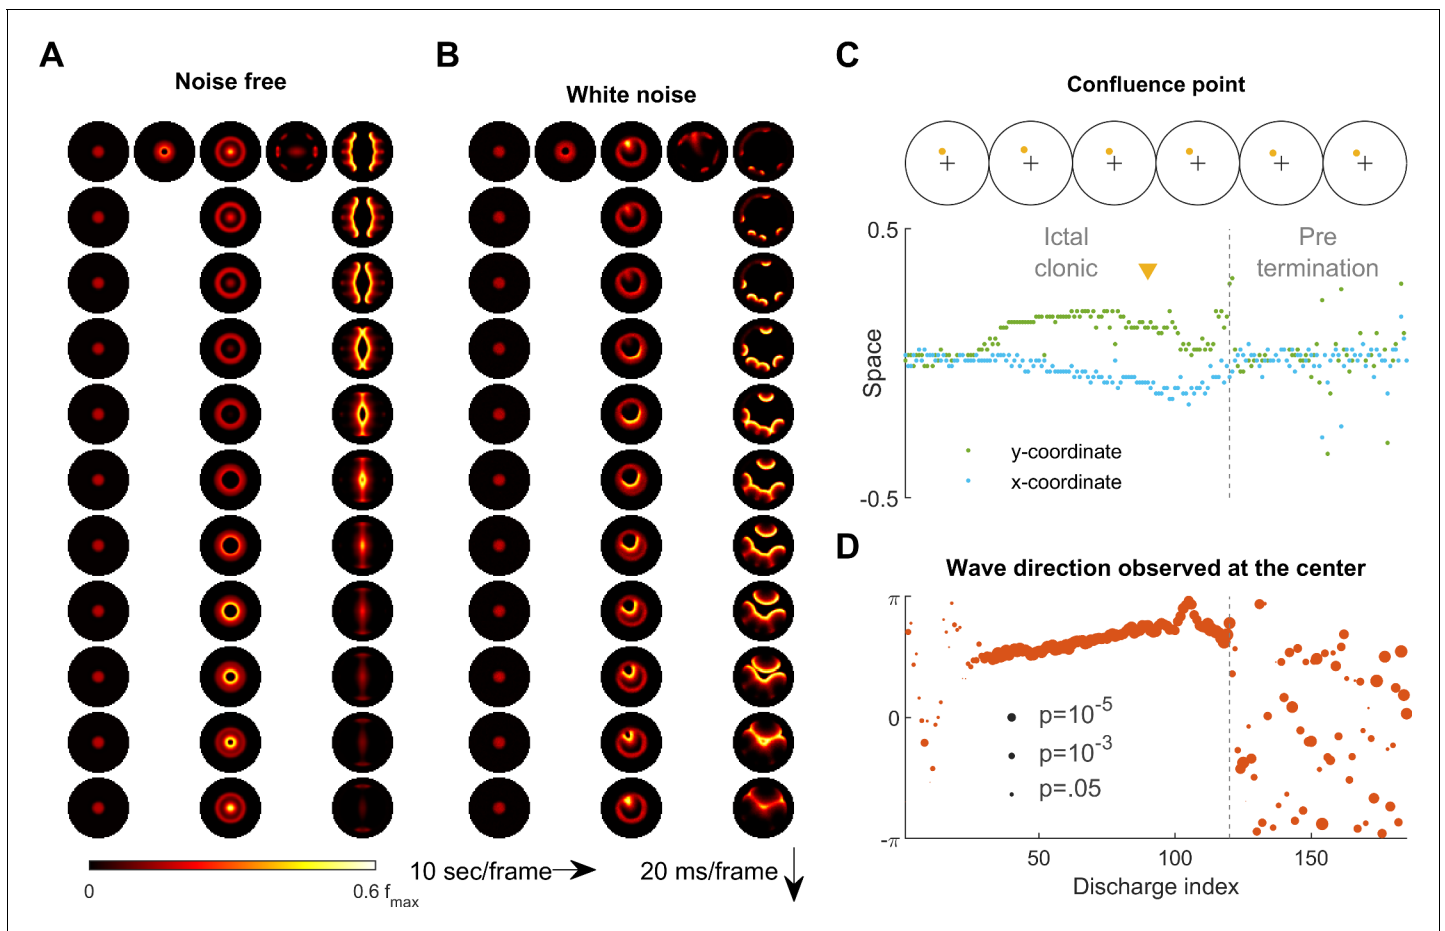 A
Noise free
B
White noise
0
0.6 fmax
10 sec/frame
20 ms/frame
C
Confluence point
0.5
Space
-0.5
Ictal
clonic
Pre
termination
y-coordinate
x-coordinate
D
Wave direction observed at the center
π
0
-π
p=10-5
p=10-3
p=.05
50
100
150
Discharge index